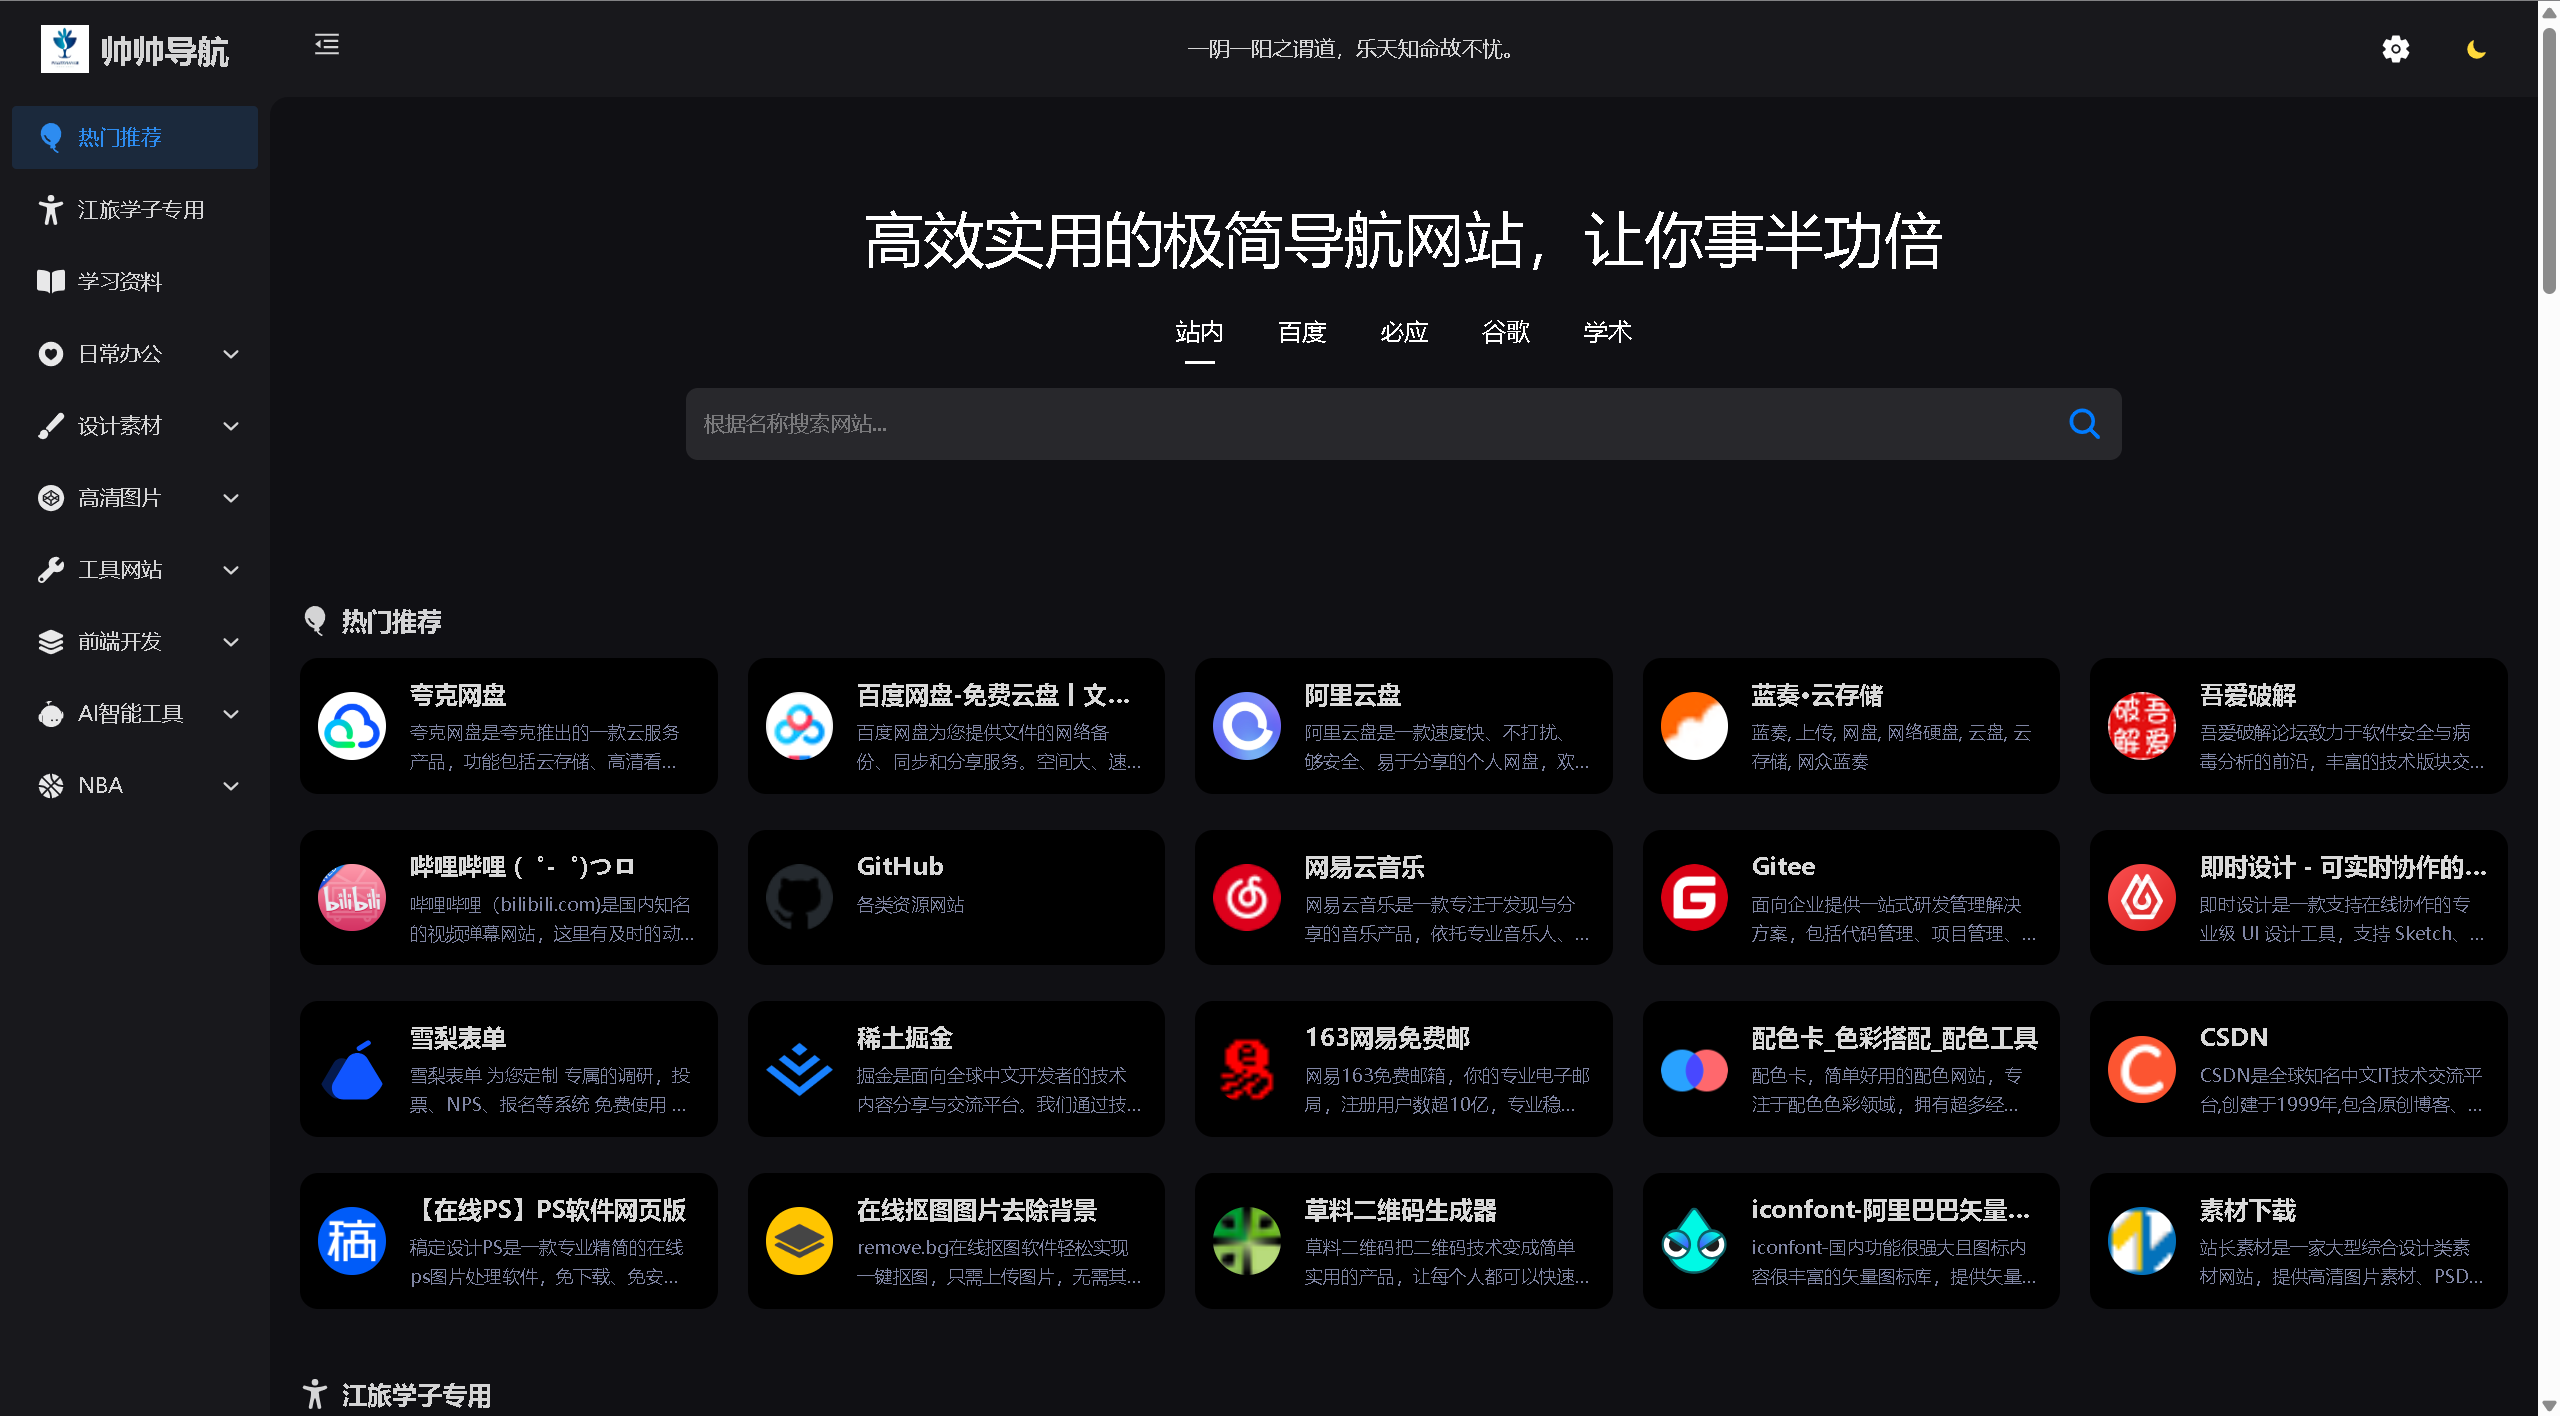 帅帅导航
一阴一阳之谓道，乐天知命故不忧。
热门推荐
江旅学子专用
学习资料
日常办公
设计素材
高清图片
工具网站
前端开发
AI智能工具
NBA
高效实用的极简导航网站，让你事半功倍
站内 百度 必应 谷歌 学术
根据名称搜索网站...
热门推荐
夸克网盘
夸克网盘是夸克推出的一款云服务
产品，功能包括云存储、高清看...
百度网盘-免费云盘丨文...
百度网盘为您提供文件的网络备
份、同步和分享服务。空间大、速...
阿里云盘
阿里云盘是一款速度快、不打扰、
够安全、易于分享的个人网盘，欢...
蓝奏·云存储
蓝奏, 上传, 网盘, 网络硬盘, 云盘, 云
存储, 网众蓝奏
吾爱破解
吾爱破解论坛致力于软件安全与病
毒分析的前沿，丰富的技术版块交...
破吾
解爱
哔哩哔哩 (゜-゜)つロ
哔哩哔哩（bilibili.com)是国内知名
的视频弹幕网站，这里有及时的动...
bilibili
GitHub
各类资源网站
网易云音乐
网易云音乐是一款专注于发现与分
享的音乐产品，依托专业音乐人、...
Gitee
面向企业提供一站式研发管理解决
方案，包括代码管理、项目管理、...
即时设计 - 可实时协作的...
即时设计是一款支持在线协作的专
业级 UI 设计工具，支持 Sketch、...
雪梨表单
雪梨表单 为您定制 专属的调研，投
票、NPS、报名等系统 免费使用 ...
稀土掘金
掘金是面向全球中文开发者的技术
内容分享与交流平台。我们通过技...
163网易免费邮
网易163免费邮箱，你的专业电子邮
局，注册用户数超10亿，专业稳...
配色卡_色彩搭配_配色工具
配色卡，简单好用的配色网站，专
注于配色色彩领域，拥有超多经...
CSDN
CSDN是全球知名中文IT技术交流平
台,创建于1999年,包含原创博客、...
稿
【在线PS】PS软件网页版
稿定设计PS是一款专业精简的在线
ps图片处理软件，免下载、免安...
在线抠图图片去除背景
remove.bg在线抠图软件轻松实现
一键抠图，只需上传图片，无需其...
草料二维码生成器
草料二维码把二维码技术变成简单
实用的产品，让每个人都可以快速...
iconfont-阿里巴巴矢量...
iconfont-国内功能很强大且图标内
容很丰富的矢量图标库，提供矢量...
素材下载
站长素材是一家大型综合设计类素
材网站，提供高清图片素材、PSD...
江旅学子专用